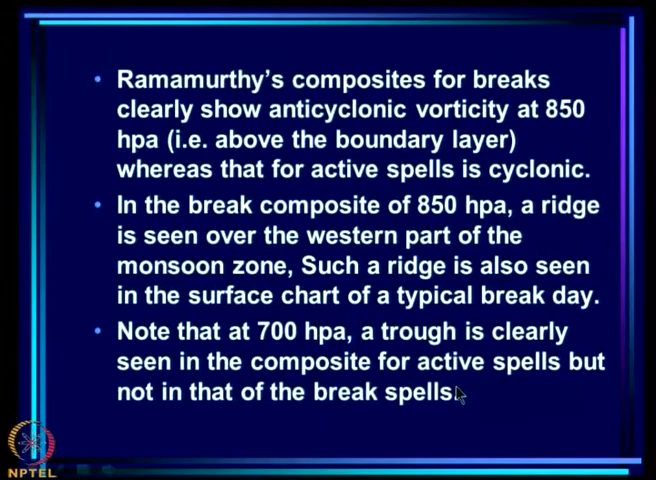 • Ramamurthy's composites for breaks
clearly show anticyclonic vorticity at 850
hpa (i.e. above the boundary layer)
whereas that for active spells is cyclonic.
• In the break composite of 850 hpa, a ridge
is seen over the western part of the
monsoon zone, Such a ridge is also seen
in the surface chart of a typical break day.
• Note that at 700 hpa, a trough is clearly
seen in the composite for active spells but
not in that of the break spells.
NPTEL